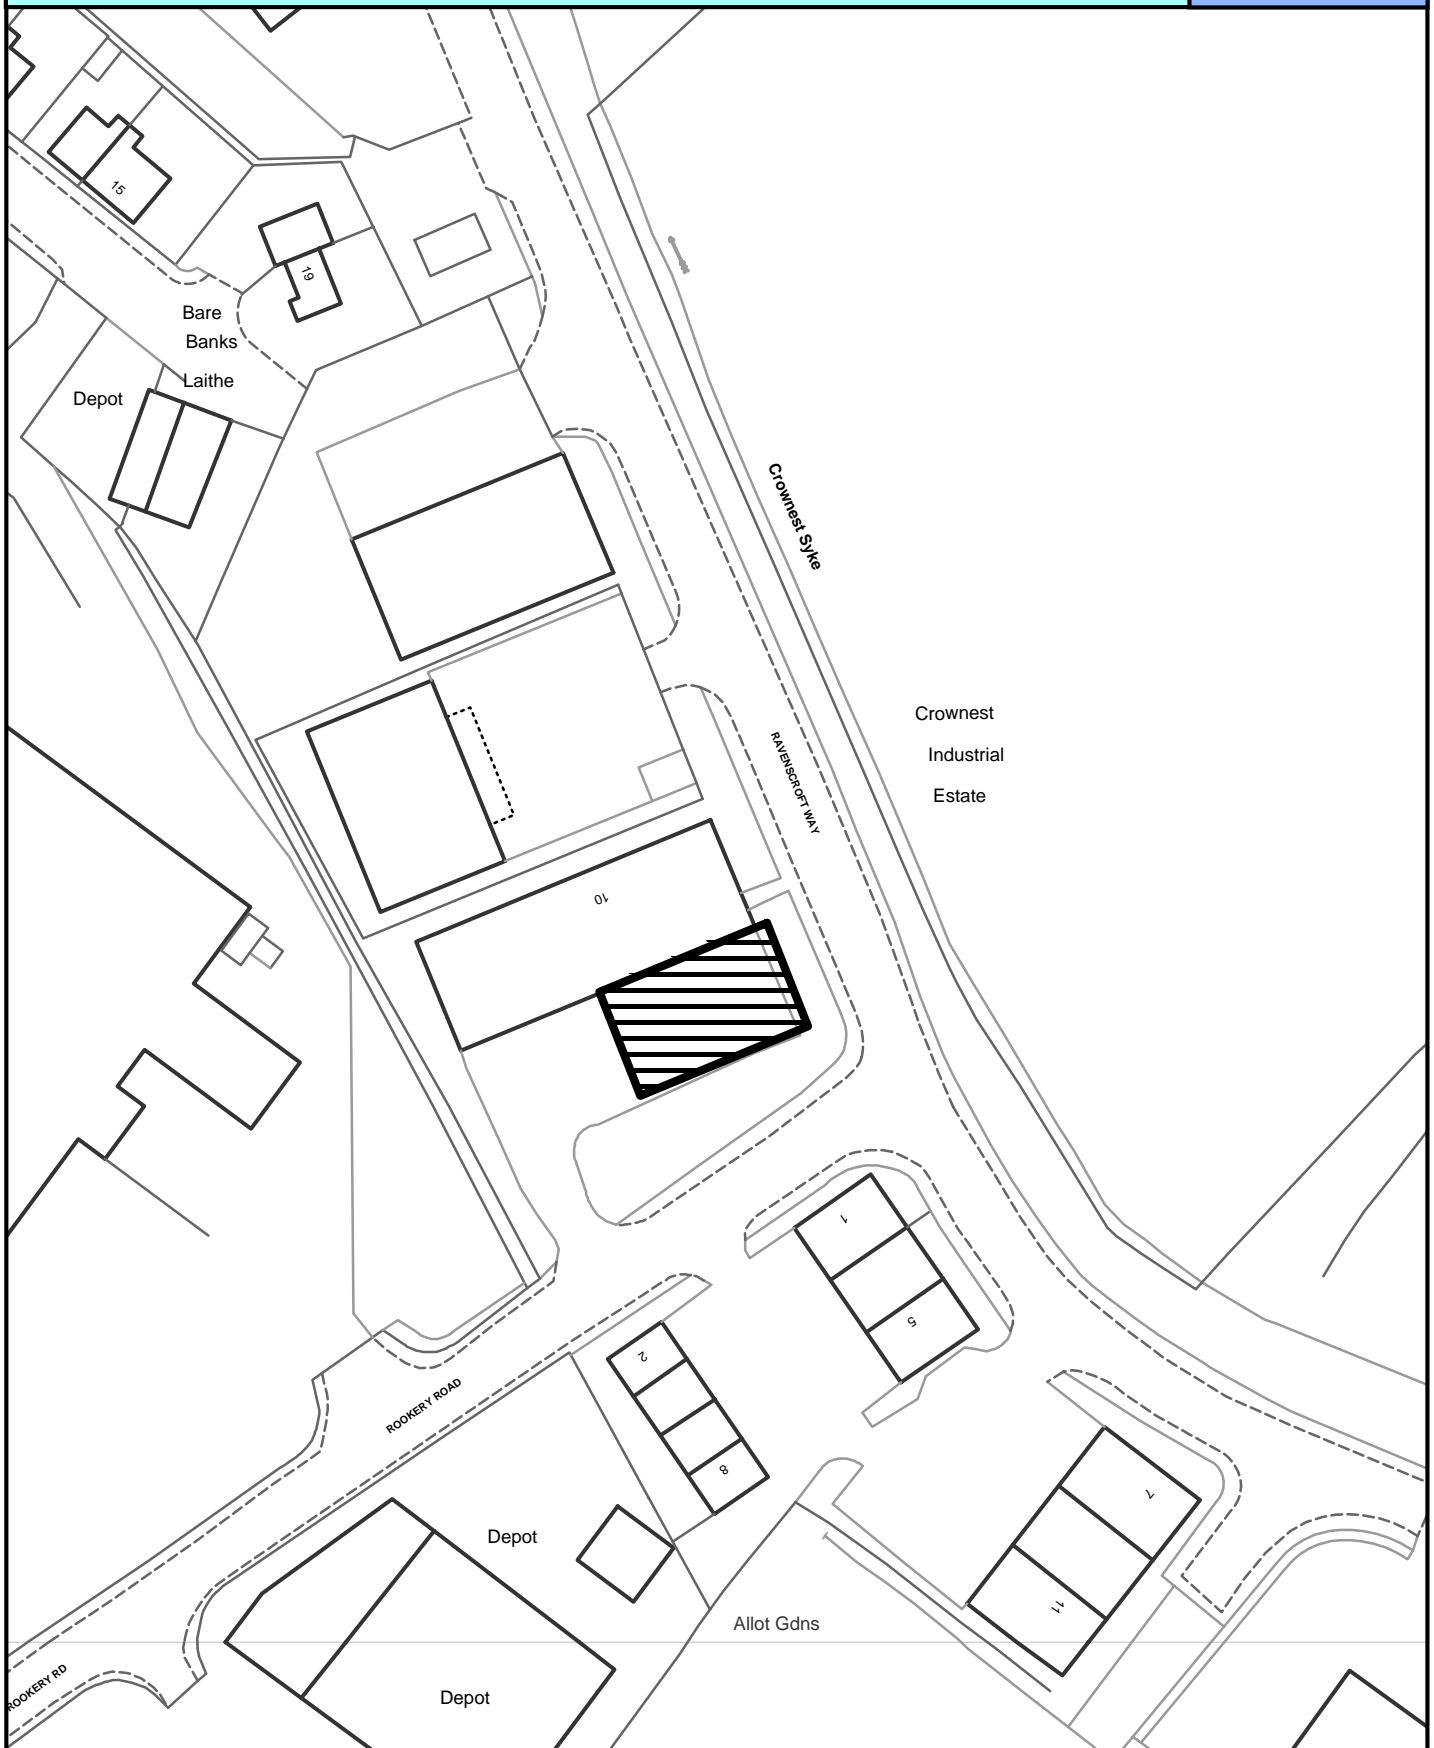 15
19
Bare
Banks
Laithe
Depot
Crownest Syke
Crownest
Industrial
Estate
RAVENSCROFT WAY
10
1
5
2
8
ROOKERY ROAD
7
11
Depot
Allot Gdns
Depot
ROOKERY RD